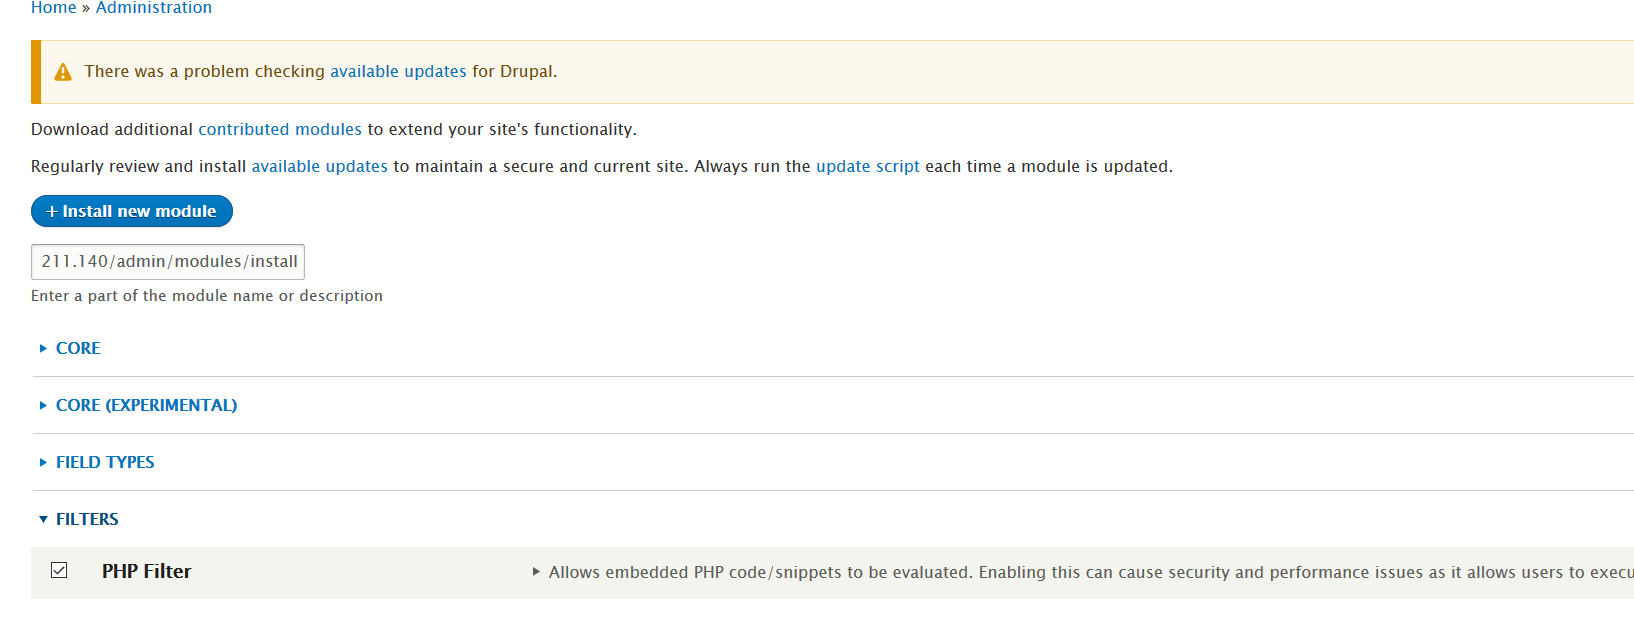 Home » Administration
There was a problem checking available updates for Drupal.
Download additional contributed modules to extend your site's functionality.
Regularly review and install available updates to maintain a secure and current site. Always run the update script each time a module is updated.
+ Install new module
211.140/admin/modules/install
Enter a part of the module name or description
CORE
CORE (EXPERIMENTAL)
FIELD TYPES
FILTERS
PHP Filter
Allows embedded PHP code/snippets to be evaluated. Enabling this can cause security and performance issues as it allows users to execu